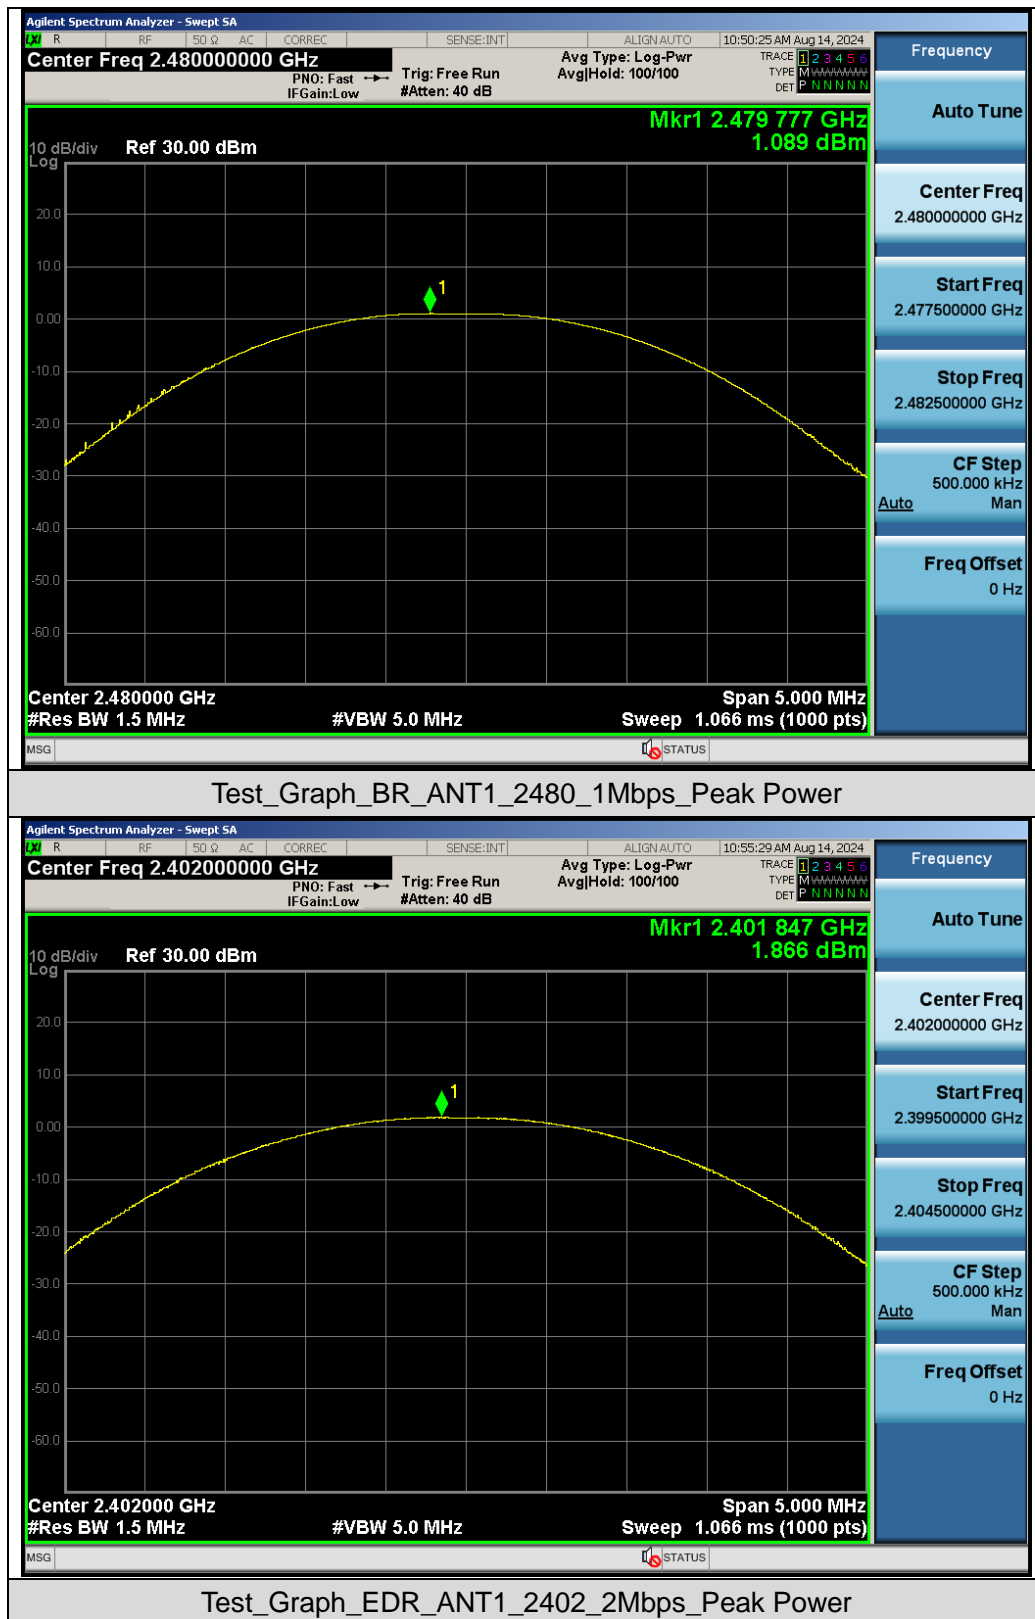 Agilent Spectrum Analyzer - Swept SA
LXI R RF 50 Ω AC CORREC SENSE:INT ALIGN AUTO 10:50:25 AM Aug 14, 2024
Center Freq 2.480000000 GHz
PNO: Fast
IFGain:Low
Trig: Free Run
#Atten: 40 dB
Avg Type: Log-Pwr
Avg|Hold: 100/100
TRACE 1 2 3 4 5 6
TYPE M W W W W W
DET P N N N N N
Mkr1 2.479 777 GHz
1.089 dBm
10 dB/div Ref 30.00 dBm
Log
20.0
10.0
1
0.00
-10.0
-20.0
-30.0
-40.0
-50.0
-60.0
Center 2.480000 GHz Span 5.000 MHz
#Res BW 1.5 MHz #VBW 5.0 MHz Sweep 1.066 ms (1000 pts)
MSG STATUS
Frequency
Auto Tune
Center Freq
2.480000000 GHz
Start Freq
2.477500000 GHz
Stop Freq
2.482500000 GHz
CF Step
500.000 kHz
Auto Man
Freq Offset
0 Hz
Test_Graph_BR_ANT1_2480_1Mbps_Peak Power
Agilent Spectrum Analyzer - Swept SA
LXI R RF 50 Ω AC CORREC SENSE:INT ALIGN AUTO 10:55:29 AM Aug 14, 2024
Center Freq 2.402000000 GHz
PNO: Fast
IFGain:Low
Trig: Free Run
#Atten: 40 dB
Avg Type: Log-Pwr
Avg|Hold: 100/100
TRACE 1 2 3 4 5 6
TYPE M W W W W W
DET P N N N N N
Mkr1 2.401 847 GHz
1.866 dBm
10 dB/div Ref 30.00 dBm
Log
20.0
10.0
1
0.00
-10.0
-20.0
-30.0
-40.0
-50.0
-60.0
Center 2.402000 GHz Span 5.000 MHz
#Res BW 1.5 MHz #VBW 5.0 MHz Sweep 1.066 ms (1000 pts)
MSG STATUS
Frequency
Auto Tune
Center Freq
2.402000000 GHz
Start Freq
2.399500000 GHz
Stop Freq
2.404500000 GHz
CF Step
500.000 kHz
Auto Man
Freq Offset
0 Hz
Test_Graph_EDR_ANT1_2402_2Mbps_Peak Power